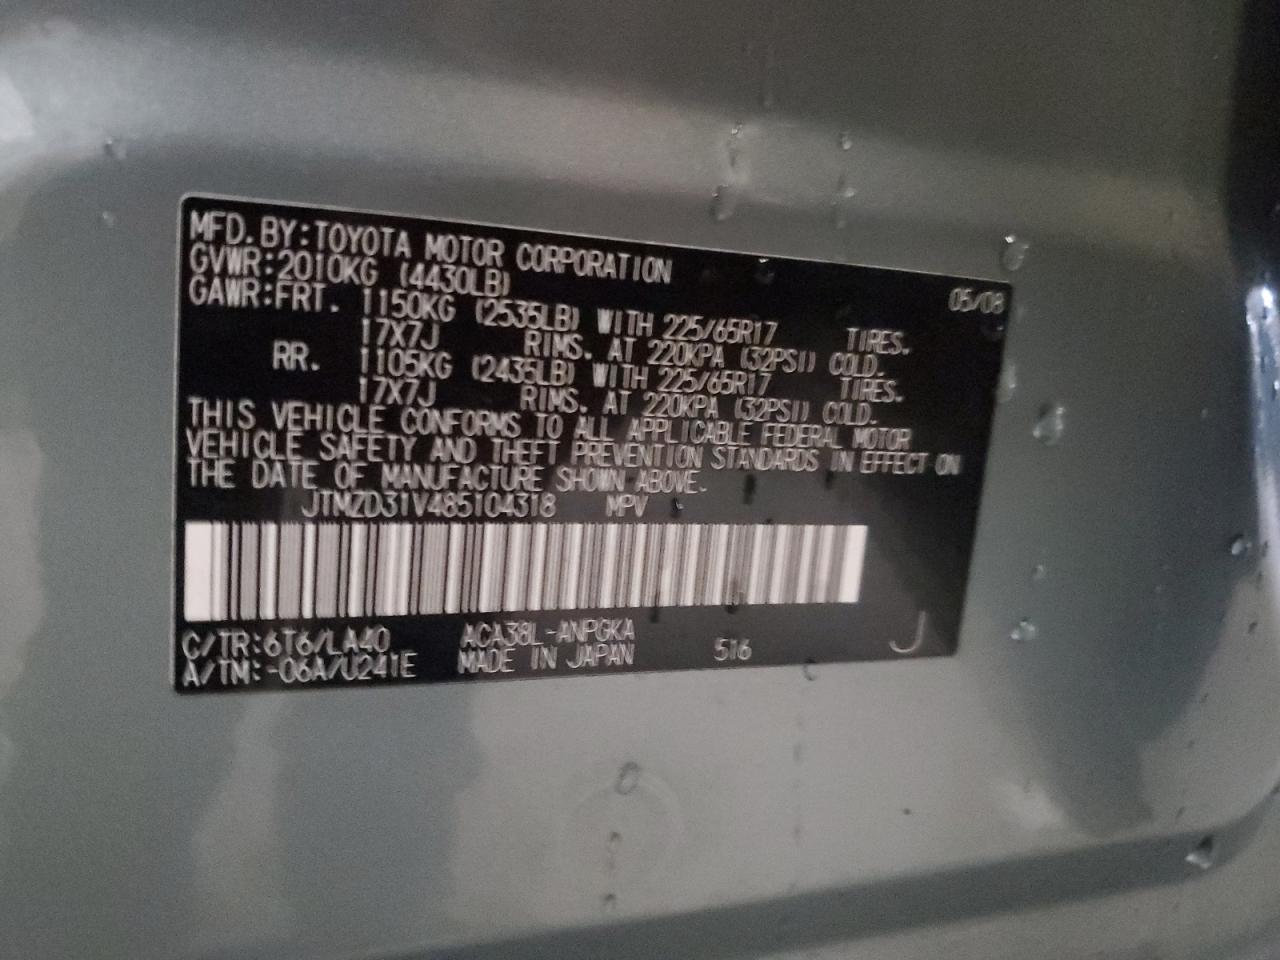 MFD. BY: TOYOTA MOTOR CORPORATION 05/08
GVWR: 2010KG (4430LB)
GAWR: FRT. 1150KG (2535LB) WITH 225/65R17 TIRES.
17X7J RIMS. AT 220KPA (32PSI) COLD.
RR. 1105KG (2435LB) WITH 225/65R17 TIRES.
17X7J RIMS. AT 220KPA (32PSI) COLD.
THIS VEHICLE CONFORMS TO ALL APPLICABLE FEDERAL MOTOR
VEHICLE SAFETY AND THEFT PREVENTION STANDARDS IN EFFECT ON
THE DATE OF MANUFACTURE SHOWN ABOVE.
JTMZD31V485104318 MPV
C/TR: 6T6/LA40 ACA38L-ANPGKA 516 J
A/TM: -06A/U241E MADE IN JAPAN